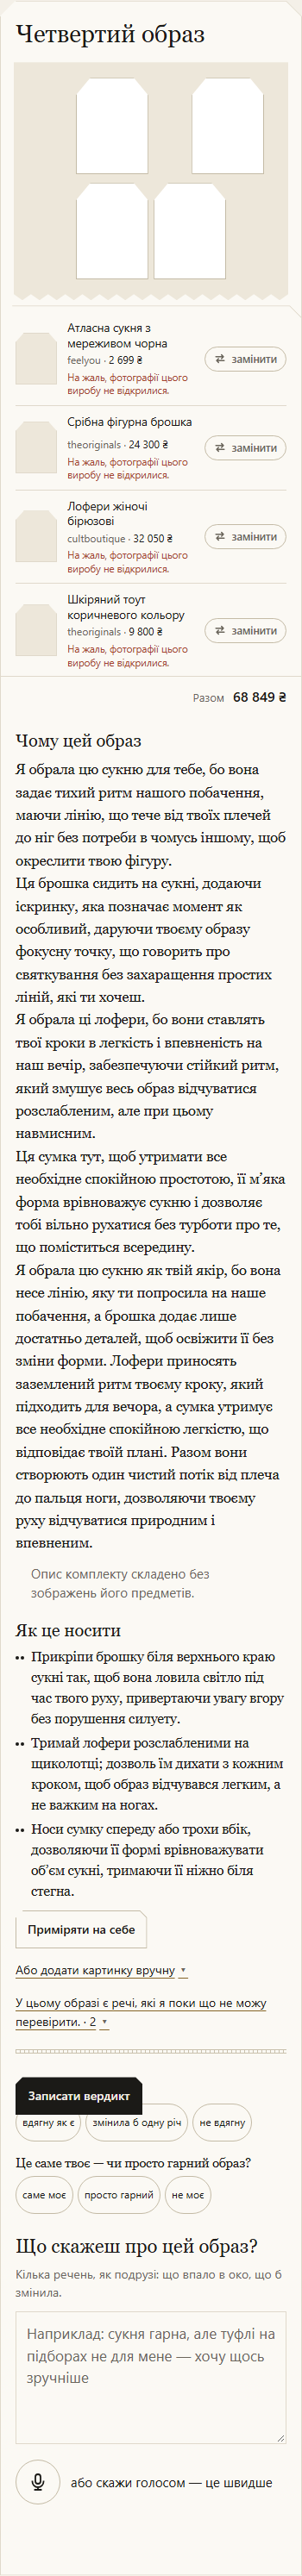 Четвертий образ
Атласна сукня з
мереживом чорна
feelyou · 2 699 ₴
На жаль, фотографії цього
виробу не відкрилися.
замінити
Срібна фігурна брошка
theoriginals · 24 300 ₴
На жаль, фотографії цього
виробу не відкрилися.
замінити
Лофери жіночі
бірюзові
cultboutique · 32 050 ₴
На жаль, фотографії цього
виробу не відкрилися.
замінити
Шкіряний тоут
коричневого кольору
theoriginals · 9 800 ₴
На жаль, фотографії цього
виробу не відкрилися.
замінити
Разом 68 849 ₴
Чому цей образ
Я обрала цю сукню для тебе, бо вона
задає тихий ритм нашого побачення,
маючи лінію, що тече від твоїх плечей
до ніг без потреби в чомусь іншому, щоб
окреслити твою фігуру.
Ця брошка сидить на сукні, додаючи
іскринку, яка позначає момент як
особливий, даруючи твоєму образу
фокусну точку, що говорить про
святкування без захаращення простих
ліній, які ти хочеш.
Я обрала ці лофери, бо вони ставлять
твої кроки в легкість і впевненість на
наш вечір, забезпечуючи стійкий ритм,
який змушує весь образ відчуватися
розслабленим, але при цьому
навмисним.
Ця сумка тут, щоб утримати все
необхідне спокійною простотою, її м’яка
форма врівноважує сукню і дозволяє
тобі вільно рухатися без турботи про те,
що поміститься всередину.
Я обрала цю сукню як твій якір, бо вона
несе лінію, яку ти попросила на наше
побачення, а брошка додає лише
достатньо деталей, щоб освіжити її без
зміни форми. Лофери приносять
заземлений ритм твоєму кроку, який
підходить для вечора, а сумка утримує
все необхідне спокійною легкістю, що
відповідає твоїй плані. Разом вони
створюють один чистий потік від плеча
до пальця ноги, дозволяючи твоєму
руху відчуватися природним і
впевненим.
Опис комплекту складено без
зображень його предметів.
Як це носити
•• Прикріпи брошку біля верхнього краю
сукні так, щоб вона ловила світло під
час твого руху, привертаючи увагу вгору
без порушення силуету.
•• Тримай лофери розслабленими на
щиколотці; дозволь їм дихати з кожним
кроком, щоб образ відчувався легким, а
не важким на ногах.
•• Носи сумку спереду або трохи вбік,
дозволяючи її формі врівноважувати
об’єм сукні, тримаючи її ніжно біля
стегна.
Приміряти на себе
Або додати картинку вручну
У цьому образі є речі, які я поки що не можу
перевірити. · 2
Записати вердикт
вдягну як є
змінила б одну річ
не вдягну
Це саме твоє — чи просто гарний образ?
саме моє
просто гарний
не моє
Що скажеш про цей образ?
Кілька речень, як подрузі: що впало в око, що б
змінила.
Наприклад: сукня гарна, але туфлі на
підборах не для мене — хочу щось
зручніше
або скажи голосом — це швидше